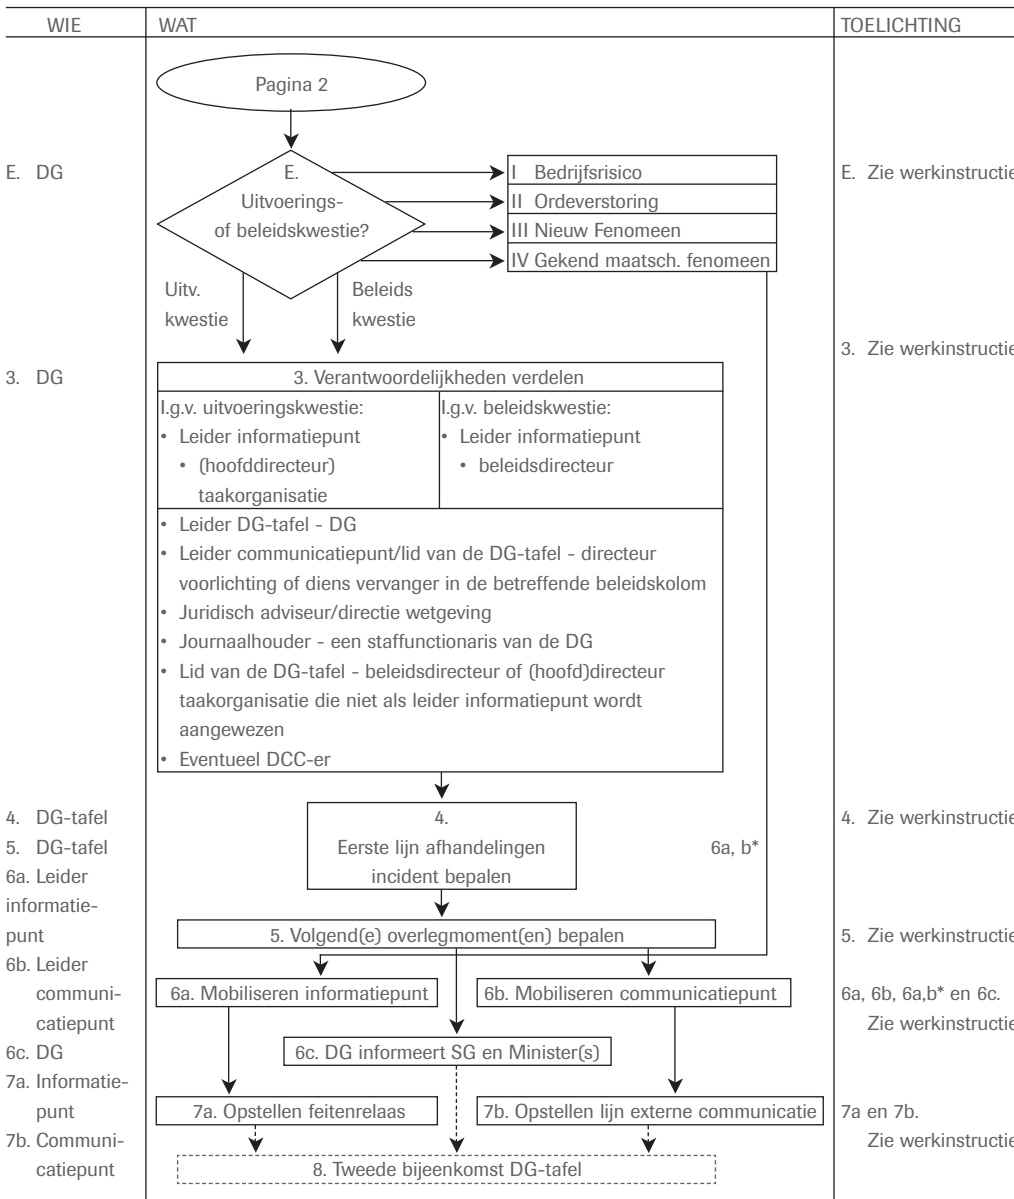 WIE
WAT
TOELICHTING
Pagina 2
E. DG
E.
Uitvoerings-
of beleidskwestie?
I Bedrijfsrisico
II Ordeverstoring
III Nieuw Fenomeen
IV Gekend maatsch. fenomeen
E. Zie werkinstructie
Uitv.
kwestie
Beleids
kwestie
3. Zie werkinstructie
3. DG
3. Verantwoordelijkheden verdelen
I.g.v. uitvoeringskwestie:
• Leider informatiepunt
• (hoofddirecteur)
taakorganisatie
I.g.v. beleidskwestie:
• Leider informatiepunt
• beleidsdirecteur
• Leider DG-tafel - DG
• Leider communicatiepunt/lid van de DG-tafel - directeur
voorlichting of diens vervanger in de betreffende beleidskolom
• Juridisch adviseur/directie wetgeving
• Journaalhouder - een staffunctionaris van de DG
• Lid van de DG-tafel - beleidsdirecteur of (hoofd)directeur
taakorganisatie die niet als leider informatiepunt wordt
aangewezen
• Eventueel DCC-er
4. DG-tafel
5. DG-tafel
6a. Leider
informatie-
punt
6b. Leider
communi-
catiepunt
6c. DG
7a. Informatie-
punt
7b. Communi-
catiepunt
4.
Eerste lijn afhandelingen
incident bepalen
6a, b*
4. Zie werkinstructie
5. Volgend(e) overlegmoment(en) bepalen
5. Zie werkinstructie
6a. Mobiliseren informatiepunt
6b. Mobiliseren communicatiepunt
6a, 6b, 6a,b* en 6c.
Zie werkinstructie
6c. DG informeert SG en Minister(s)
7a. Opstellen feitenrelaas
7b. Opstellen lijn externe communicatie
7a en 7b.
Zie werkinstructie
8. Tweede bijeenkomst DG-tafel